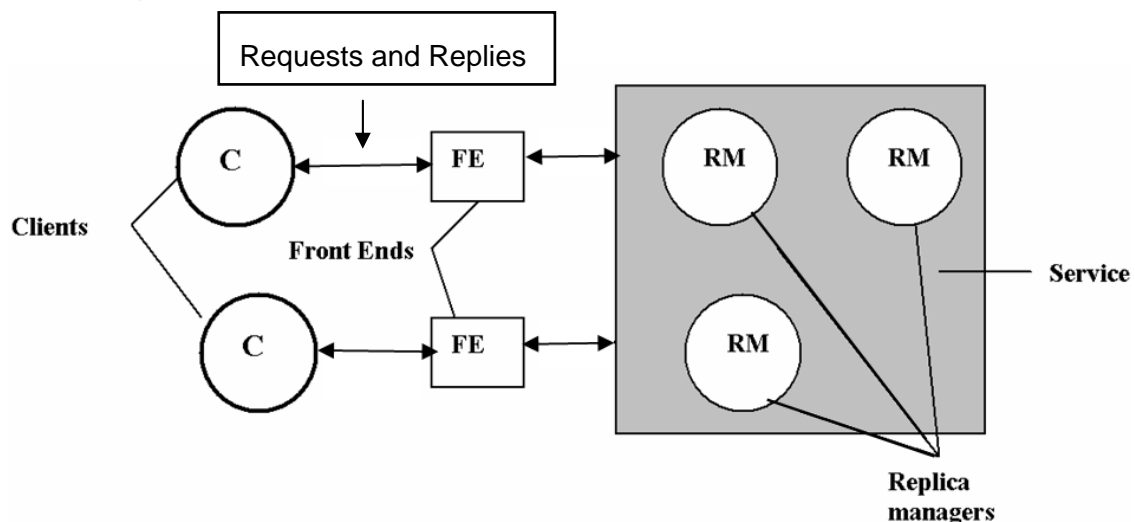 Requests and Replies
C
FE
RM
RM
Clients
Front Ends
Service
C
FE
RM
Replica
managers